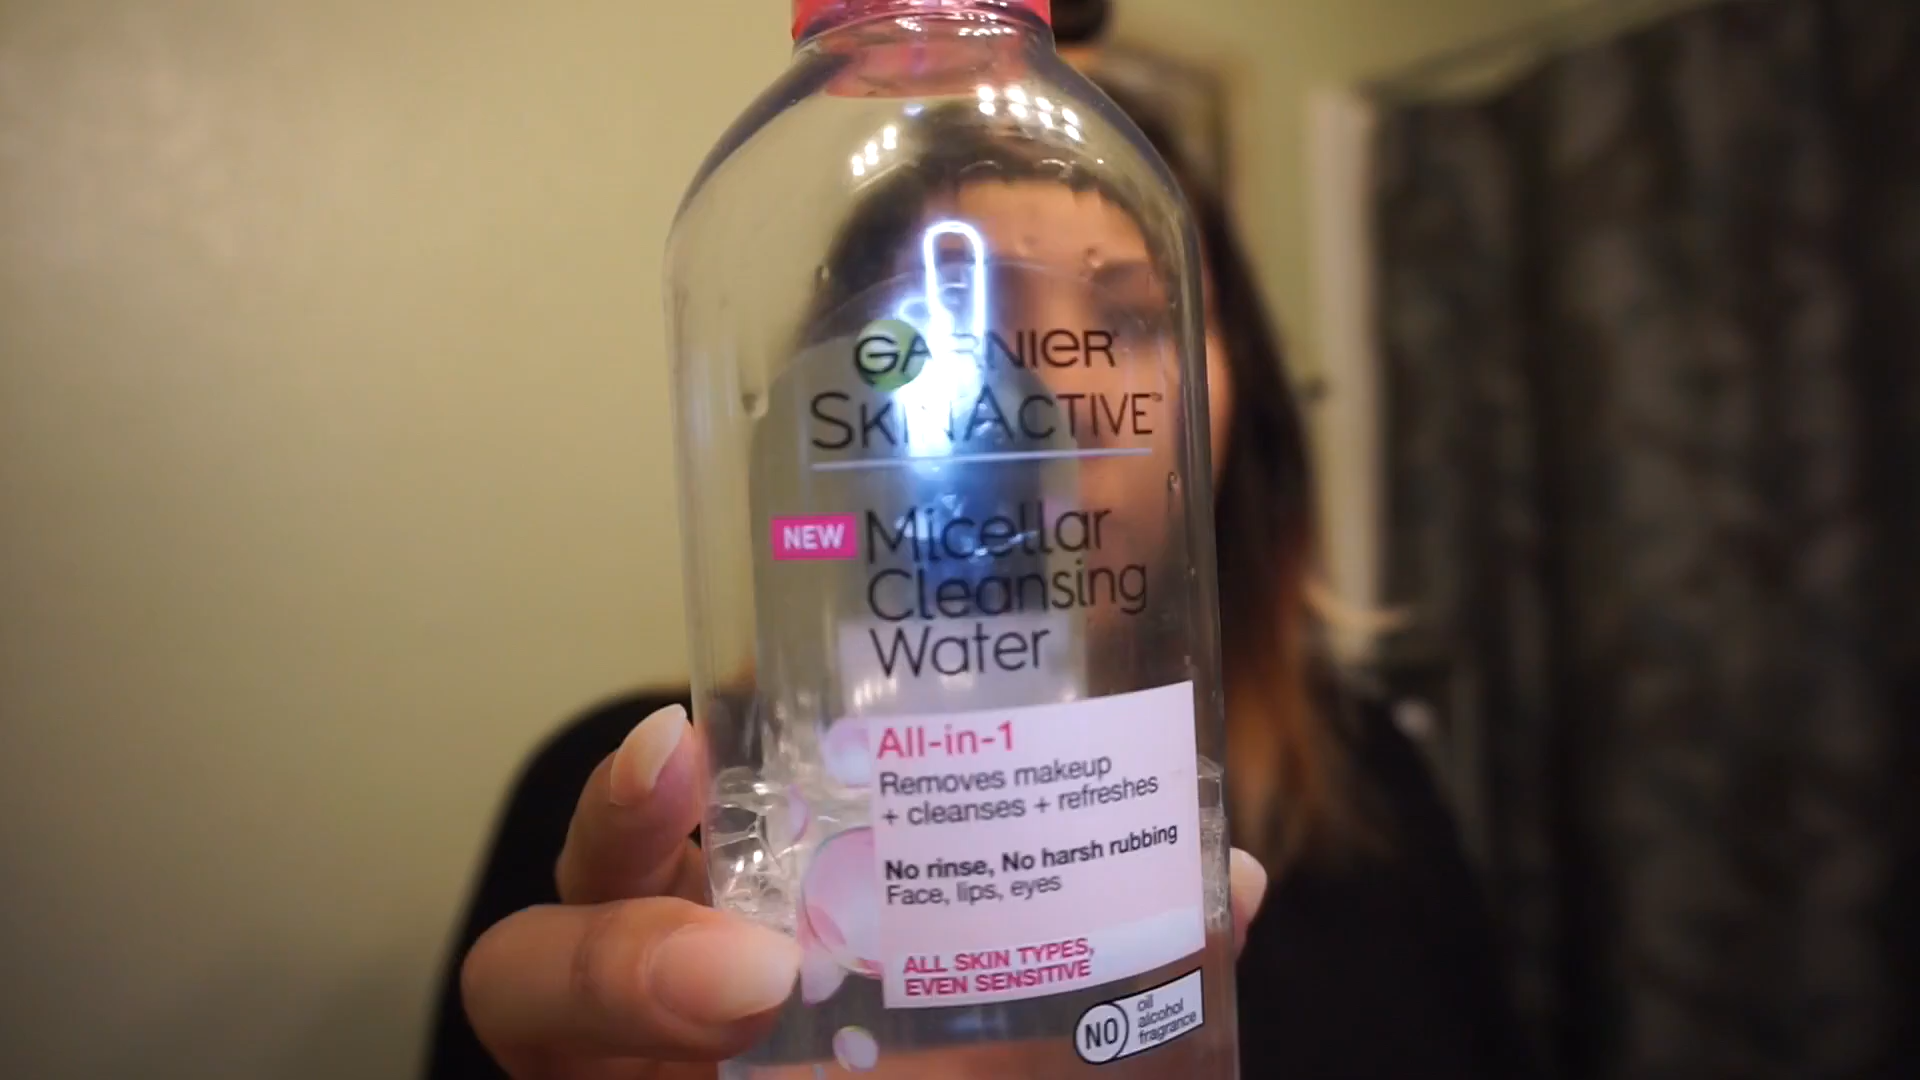 GARNIER
SKINACTIVE™
NEW
Micellar
Cleansing
Water
All-in-1
Removes makeup
+ cleanses + refreshes
No rinse, No harsh rubbing
Face, lips, eyes
ALL SKIN TYPES,
EVEN SENSITIVE
NO
oil
alcohol
fragrance